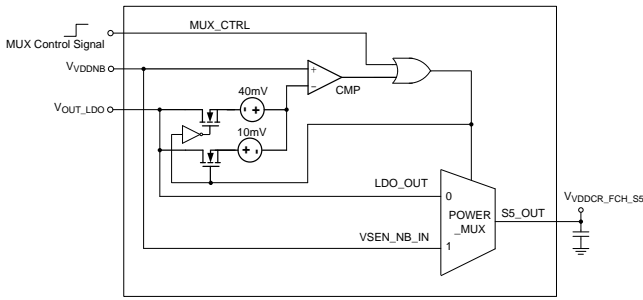 MUX_CTRL
MUX Control Signal
VVDDNB
+
−
CMP
40mV
- +
VOUT_LDO
10mV
+ -
LDO_OUT
0
VVDDCR_FCH_S5
POWER
_MUX
S5_OUT
VSEN_NB_IN
1